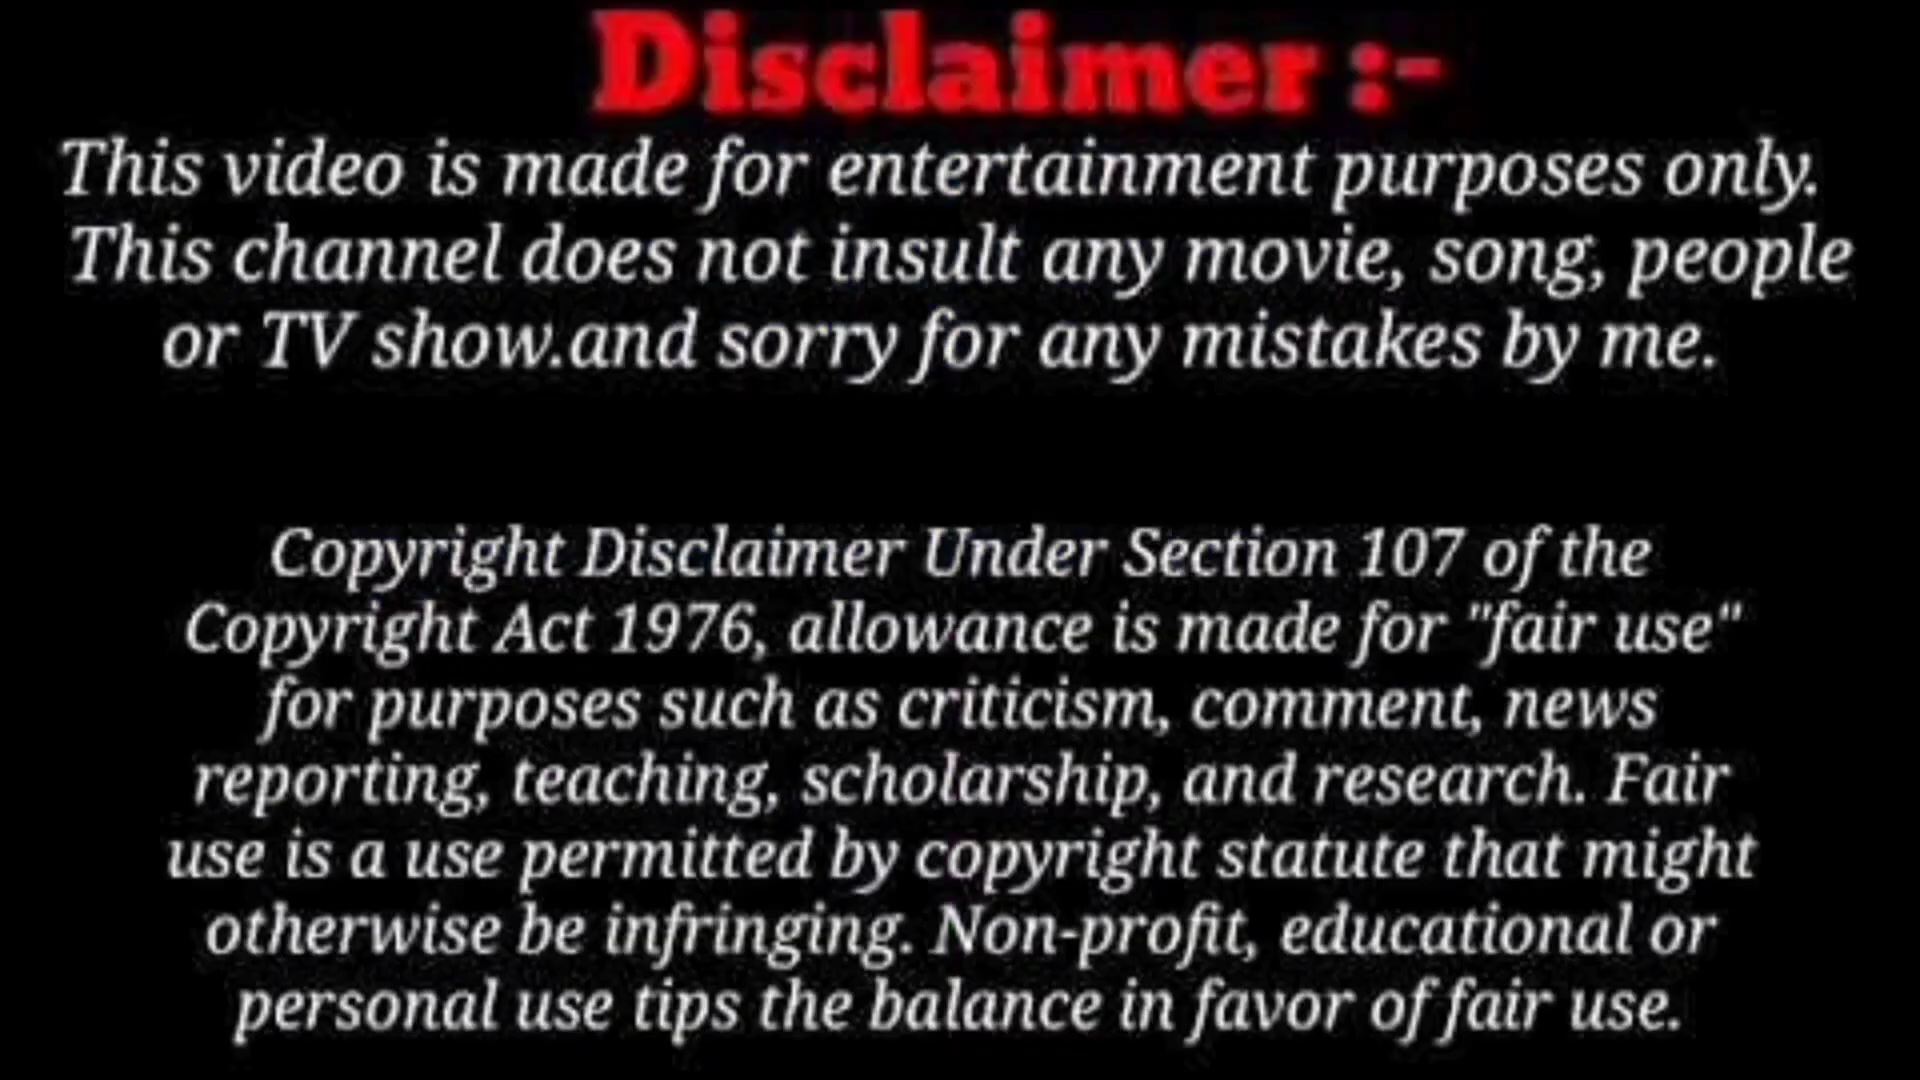 Disclaimer :-
This video is made for entertainment purposes only.
This channel does not insult any movie, song, people
or TV show.and sorry for any mistakes by me.
Copyright Disclaimer Under Section 107 of the
Copyright Act 1976, allowance is made for "fair use"
for purposes such as criticism, comment, news
reporting, teaching, scholarship, and research. Fair
use is a use permitted by copyright statute that might
otherwise be infringing. Non-profit, educational or
personal use tips the balance in favor of fair use.